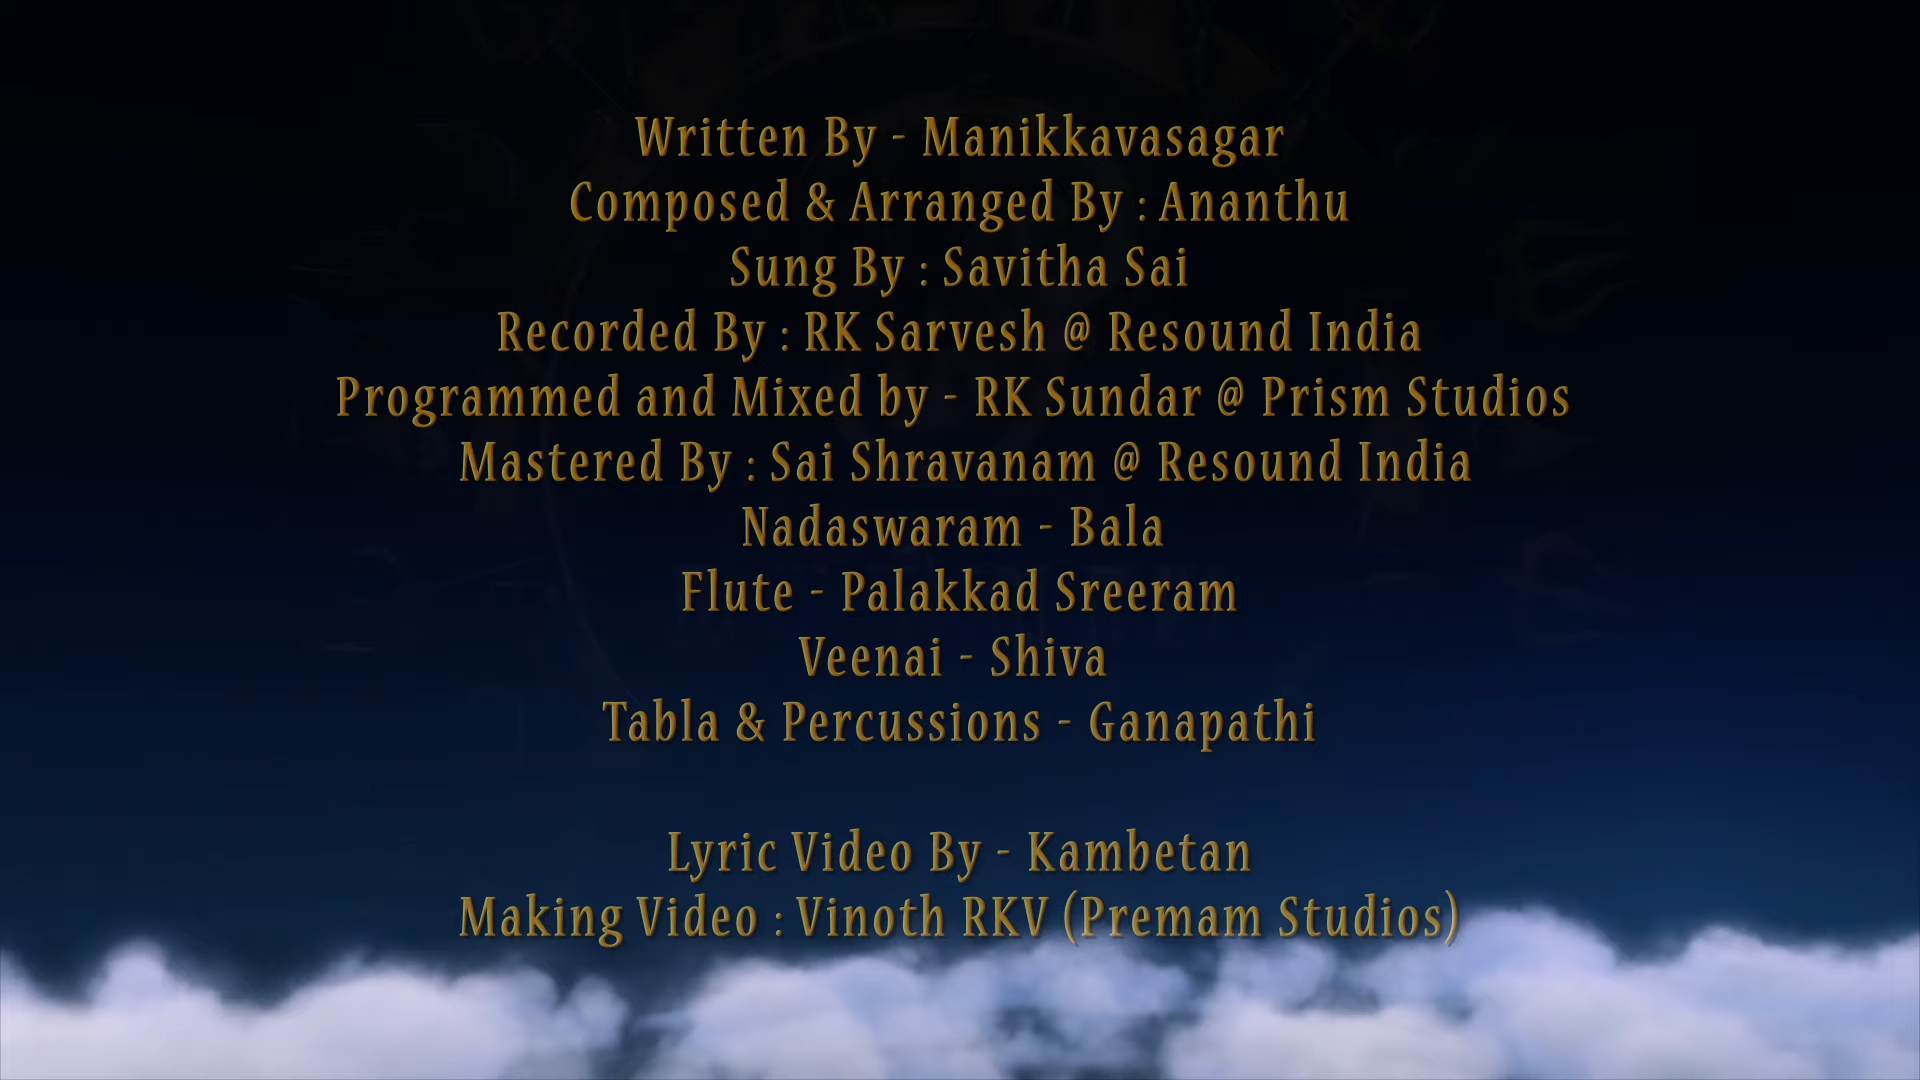 Written By - Manikkavasagar
Composed & Arranged By : Ananthu
Sung By : Savitha Sai
Recorded By : RK Sarvesh @ Resound India
Programmed and Mixed by - RK Sundar @ Prism Studios
Mastered By : Sai Shravanam @ Resound India
Nadaswaram - Bala
Flute - Palakkad Sreeram
Veenai - Shiva
Tabla & Percussions - Ganapathi
Lyric Video By - Kambetan
Making Video : Vinoth RKV (Premam Studios)